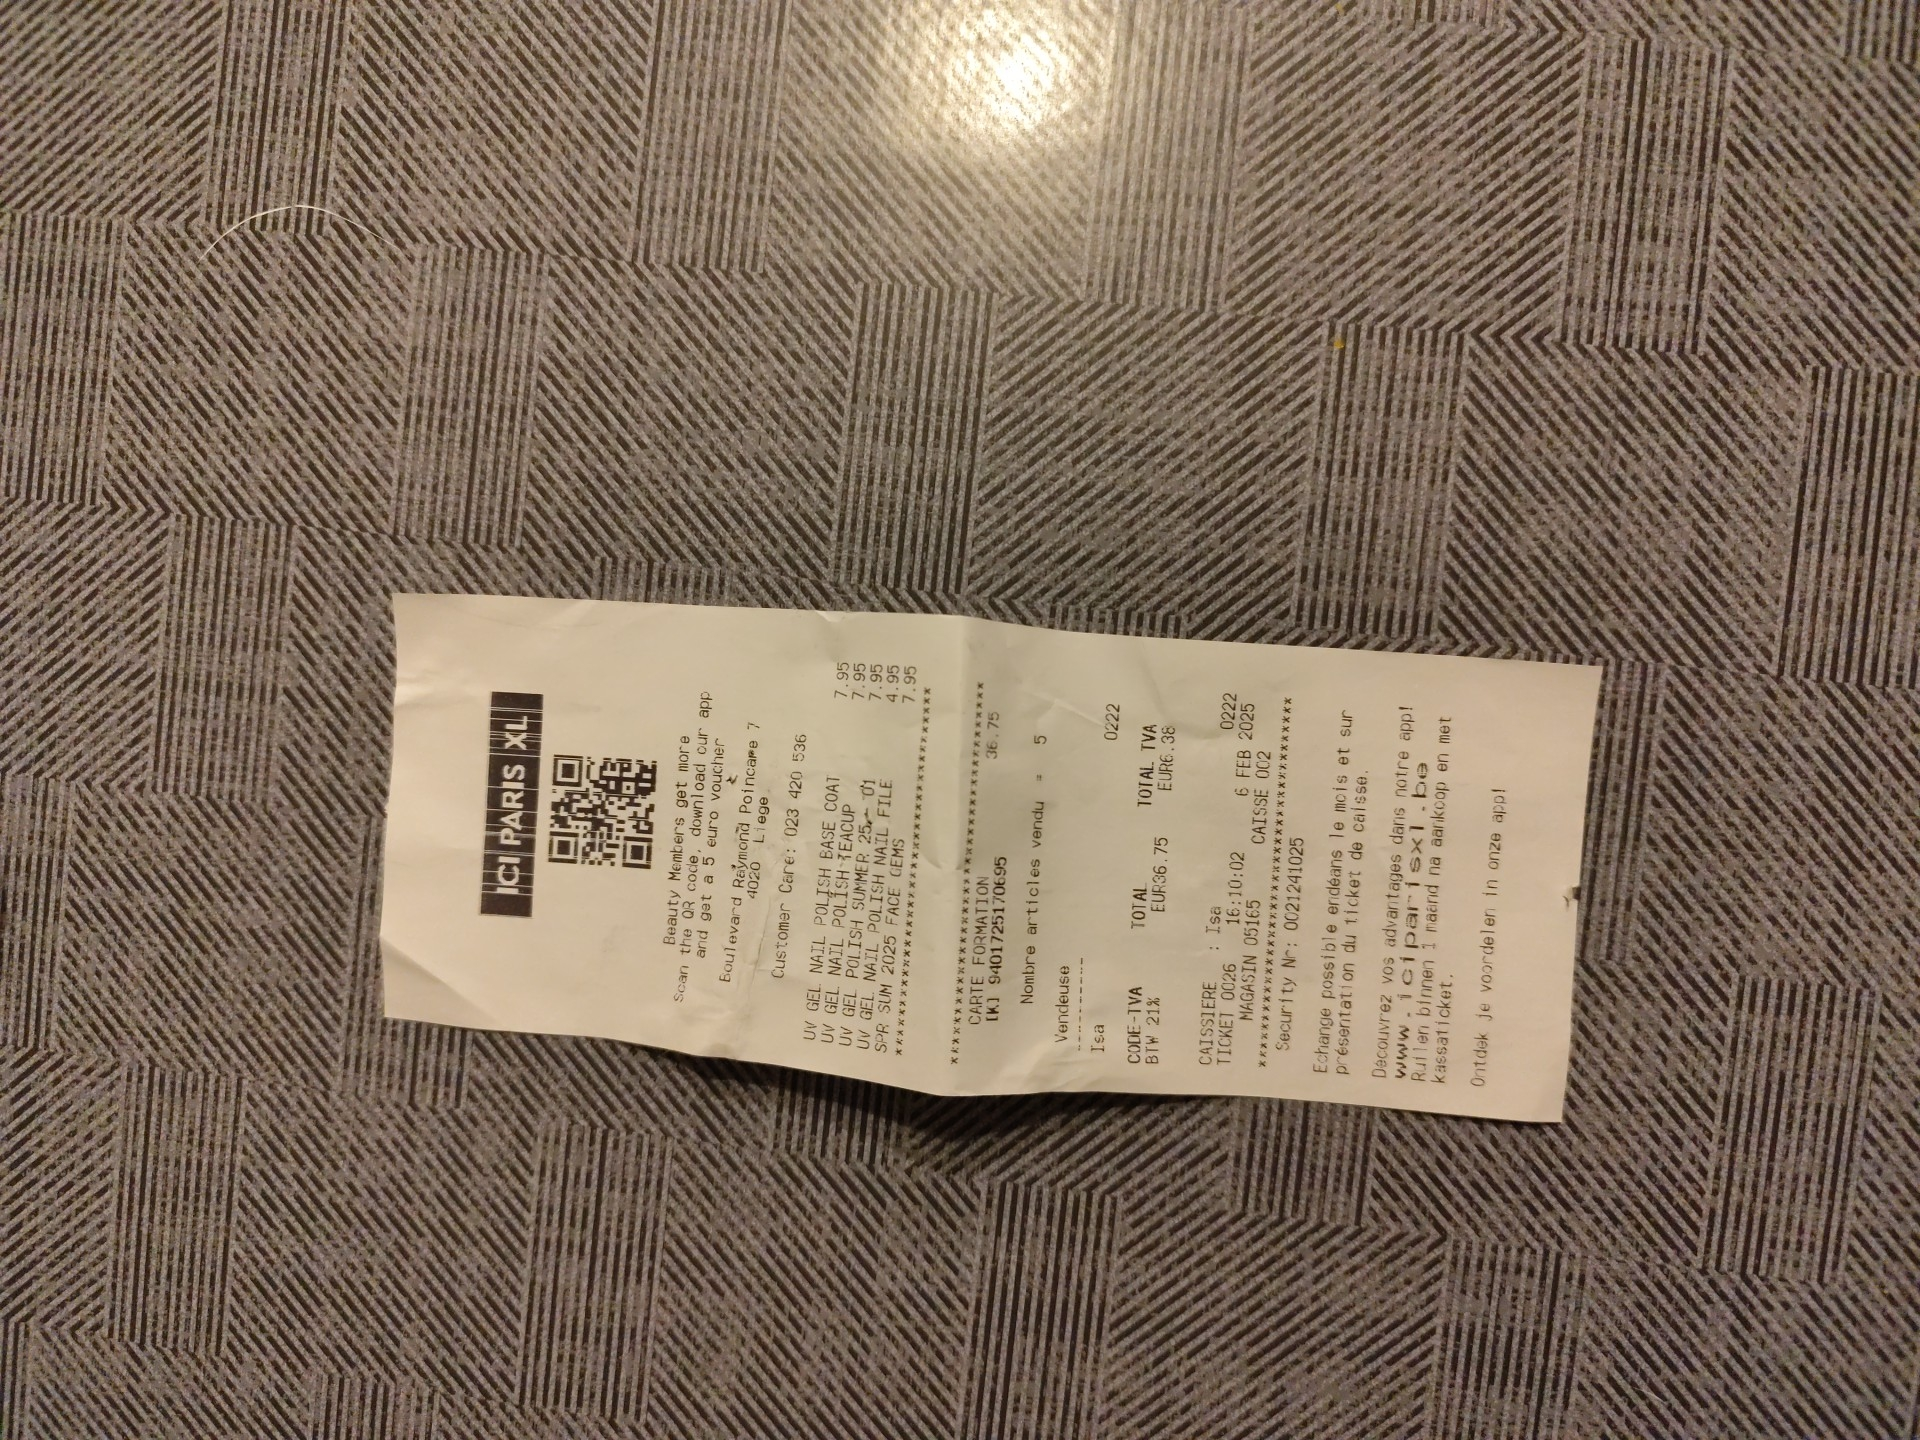 ICI PARIS XL
Beauty Members get more
Scan the QR code, download our app
and get a 5 euro voucher
Boulevard Raymond Poincare 7
4020 Liege
Customer Care: 023 420 536
UV GEL NAIL POLISH BASE COAT 7.95
UV GEL NAIL POLISH TEACUP 7.95
UV GEL POLISH SUMMER 25 - 01 7.95
UV GEL NAIL POLISH NAIL FILE 4.95
SPR SUM 2025 FACE GEMS 7.95
CARTE FORMATION 36.75
[K] 9401725170695
Nombre articles vendu = 5
Vendeuse
---------
Isa 0222
CODE-TVA TOTAL TOTAL TVA
BTW 21% EUR36.75 EUR6.38
CAISSIERE : Isa 0222
TICKET 0026 16:10:02 6 FEB 2025
MAGASIN 05165 CAISSE 002
Security Nr: 0021241025
Echange possible endéans le mois et sur
présentation du ticket de caisse.
Decouvrez vos advantages dans notre app!
www.iciparisxl.be
Ruilen binnen 1 maand na aankoop en met
kassaticket.
Ontdek je voordelen in onze app!